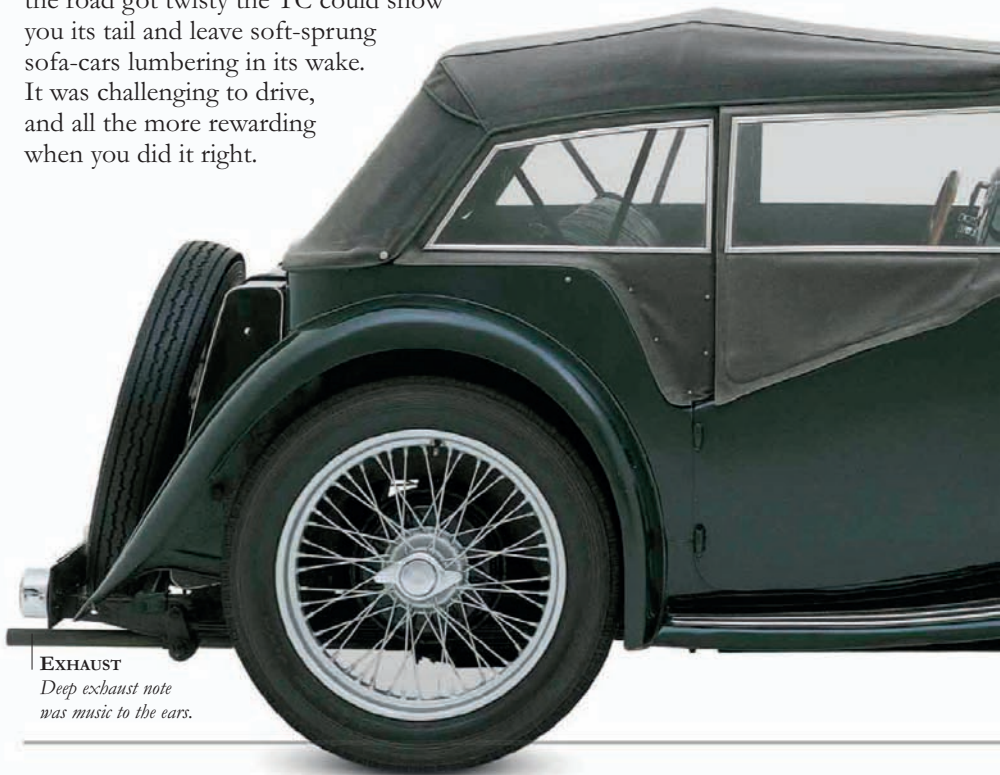 the road got twisty the TC could show
you its tail and leave soft-sprung
sofa-cars lumbering in its wake.
It was challenging to drive,
and all the more rewarding
when you did it right.
EXHAUST
Deep exhaust note
was music to the ears.